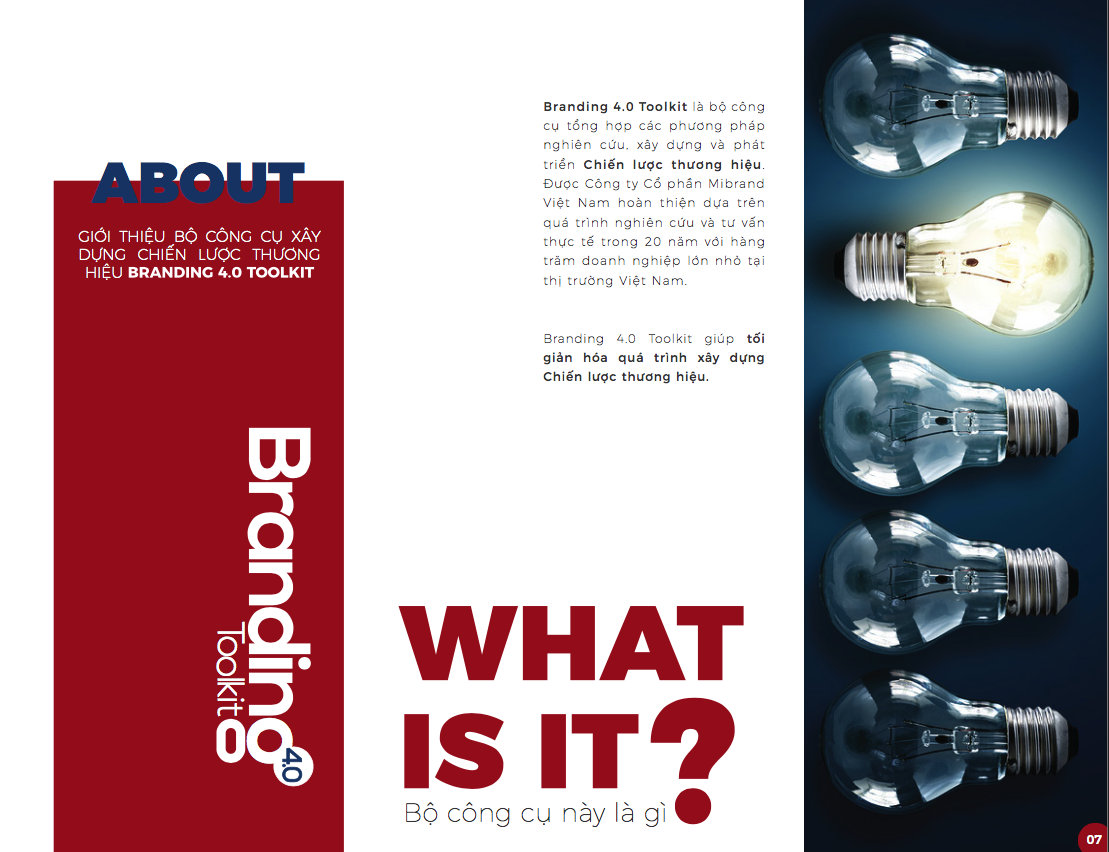 ABOUT
GIỚI THIỆU BỘ CÔNG CỤ XÂY
DỰNG CHIẾN LƯỢC THƯƠNG
HIỆU BRANDING 4.0 TOOLKIT
Branding
4.0
Toolkit
Branding 4.0 Toolkit là bộ công
cụ tổng hợp các phương pháp
nghiên cứu, xây dựng và phát
triển Chiến lược thương hiệu.
Được Công ty Cổ phần Mibrand
Việt Nam hoàn thiện dựa trên
quá trình nghiên cứu và tư vấn
thực tế trong 20 năm với hàng
trăm doanh nghiệp lớn nhỏ tại
thị trường Việt Nam.
Branding 4.0 Toolkit giúp tối
giản hóa quá trình xây dựng
Chiến lược thương hiệu.
WHAT
IS IT?
Bộ công cụ này là gì
07